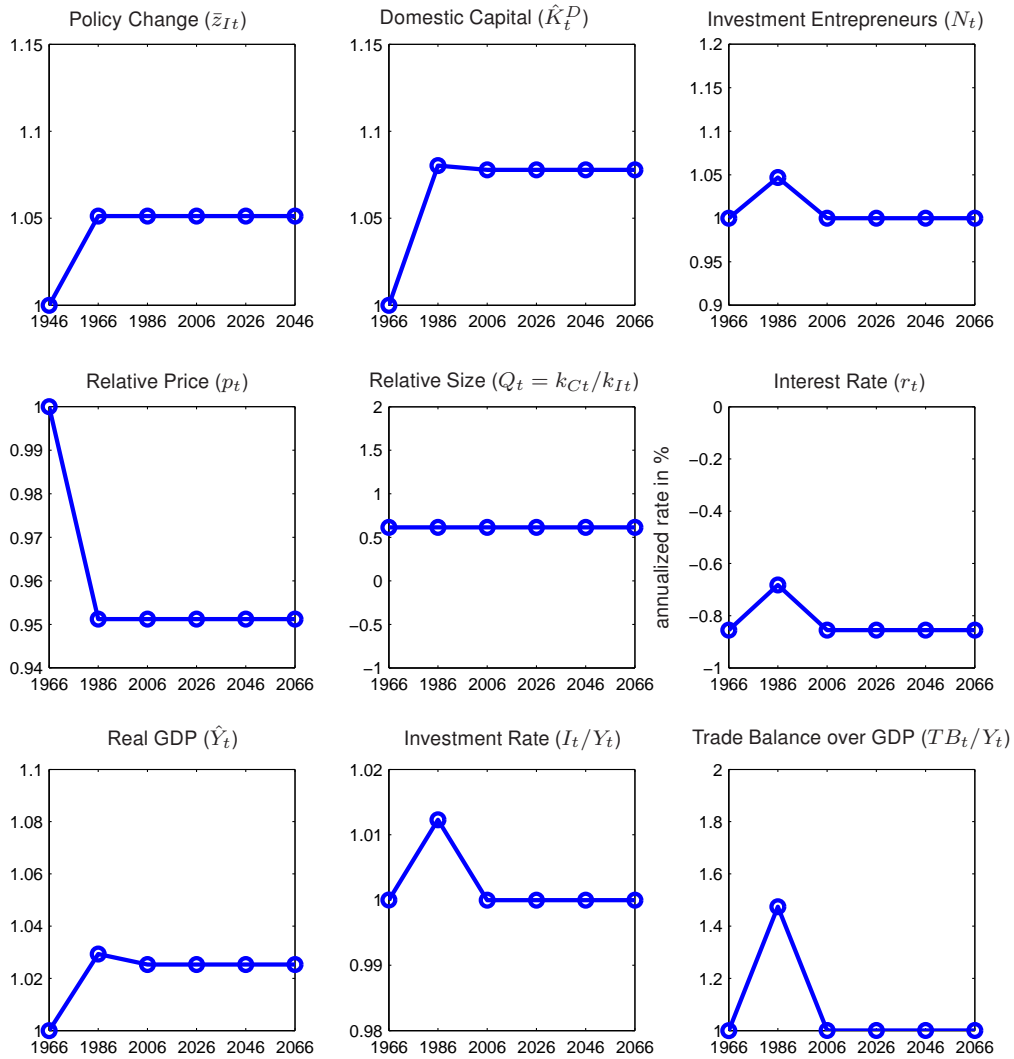 Policy Change (z̄_It)
1.15
1.1
1.05
1
1946 1966 1986 2006 2026 2046
Domestic Capital (K̂_t^D)
1.15
1.1
1.05
1
1966 1986 2006 2026 2046 2066
Investment Entrepreneurs (N_t)
1.2
1.15
1.1
1.05
1
0.95
0.9
1966 1986 2006 2026 2046 2066
Relative Price (p_t)
1
0.99
0.98
0.97
0.96
0.95
0.94
1966 1986 2006 2026 2046 2066
Relative Size (Q_t = k_Ct/k_It)
2
1.5
1
0.5
0
−0.5
−1
1966 1986 2006 2026 2046 2066
Interest Rate (r_t)
annualized rate in %
0
−0.2
−0.4
−0.6
−0.8
−1
1966 1986 2006 2026 2046 2066
Real GDP (Ŷ_t)
1.1
1.08
1.06
1.04
1.02
1
1966 1986 2006 2026 2046 2066
Investment Rate (I_t/Y_t)
1.02
1.01
1
0.99
0.98
1966 1986 2006 2026 2046 2066
Trade Balance over GDP (TB_t/Y_t)
2
1.8
1.6
1.4
1.2
1
1966 1986 2006 2026 2046 2066